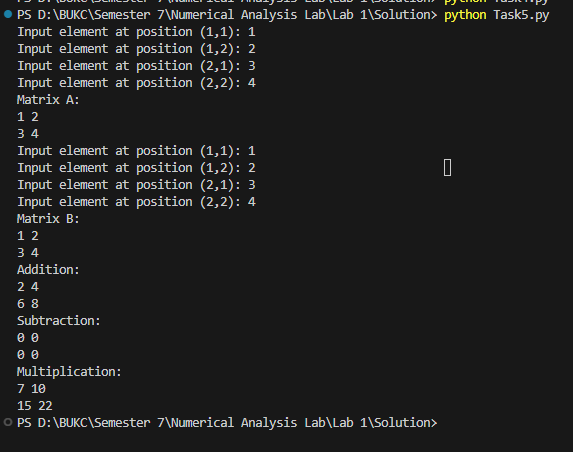 PS D:\BUKC\Semester 7\Numerical Analysis Lab\Lab 1\Solution> python Task5.py
Input element at position (1,1): 1
Input element at position (1,2): 2
Input element at position (2,1): 3
Input element at position (2,2): 4
Matrix A:
1 2
3 4
Input element at position (1,1): 1
Input element at position (1,2): 2
Input element at position (2,1): 3
Input element at position (2,2): 4
Matrix B:
1 2
3 4
Addition:
2 4
6 8
Subtraction:
0 0
0 0
Multiplication:
7 10
15 22
PS D:\BUKC\Semester 7\Numerical Analysis Lab\Lab 1\Solution>